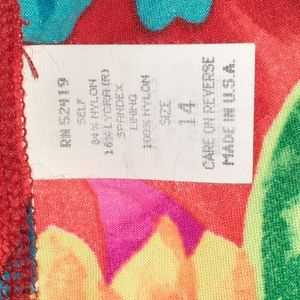 RN 52419
SELF
84% NYLON
16% LYCRA(R)
SPANDEX
LINING
100% NYLON
SIZE
14
CARE ON REVERSE
MADE IN U.S.A.